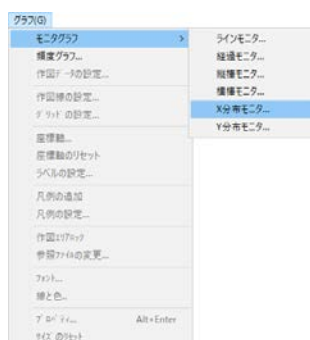 グラフ(G)
モニタグラフ >
頻度グラフ...
作図データの設定...
作図線の設定...
グリッドの設定...
座標軸...
座標軸のリセット
ラベルの設定...
凡例の追加
凡例の設定...
作図エリアロック
参照ファイルの変更...
フォント...
線と色...
プロパティ... Alt+Enter
サイズのリセット
ラインモニタ...
経過モニタ...
縦棒モニタ...
横棒モニタ...
X分布モニタ...
Y分布モニタ...